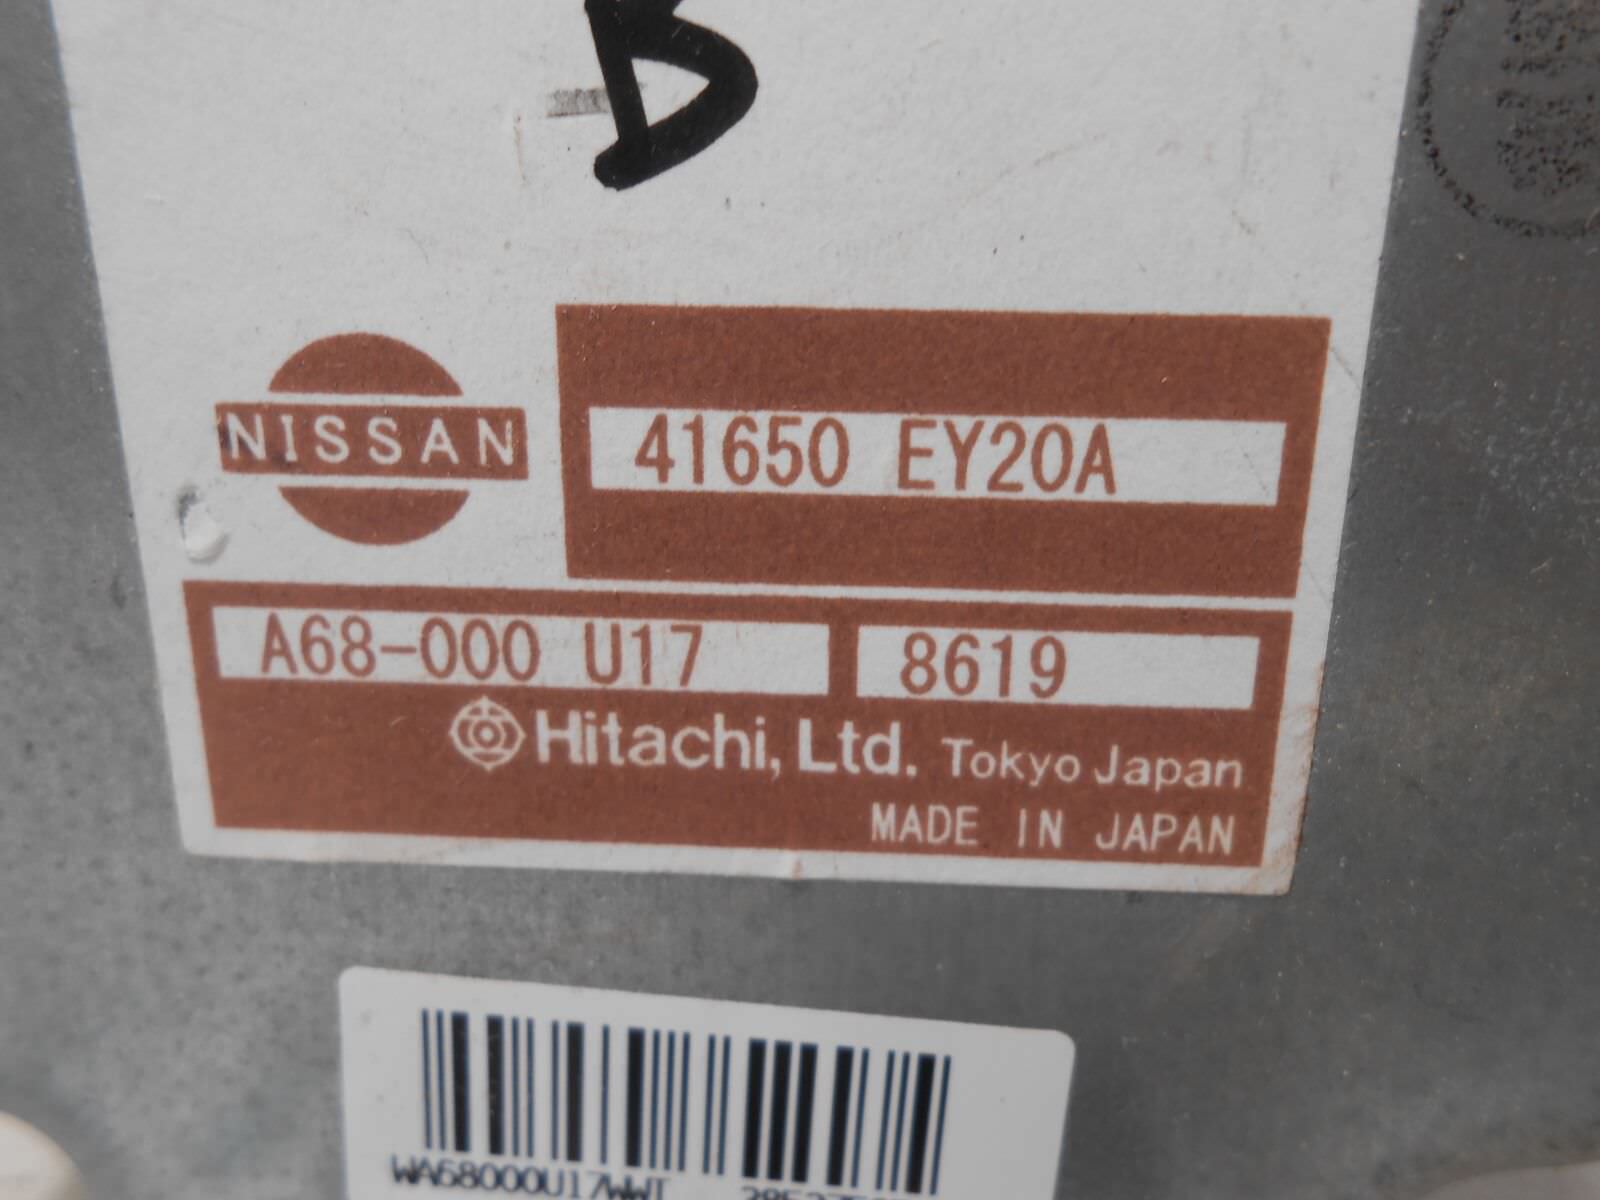 B
NISSAN
41650 EY20A
A68-000 U17 8619
Hitachi, Ltd. Tokyo Japan
MADE IN JAPAN
WA68000U17WWT